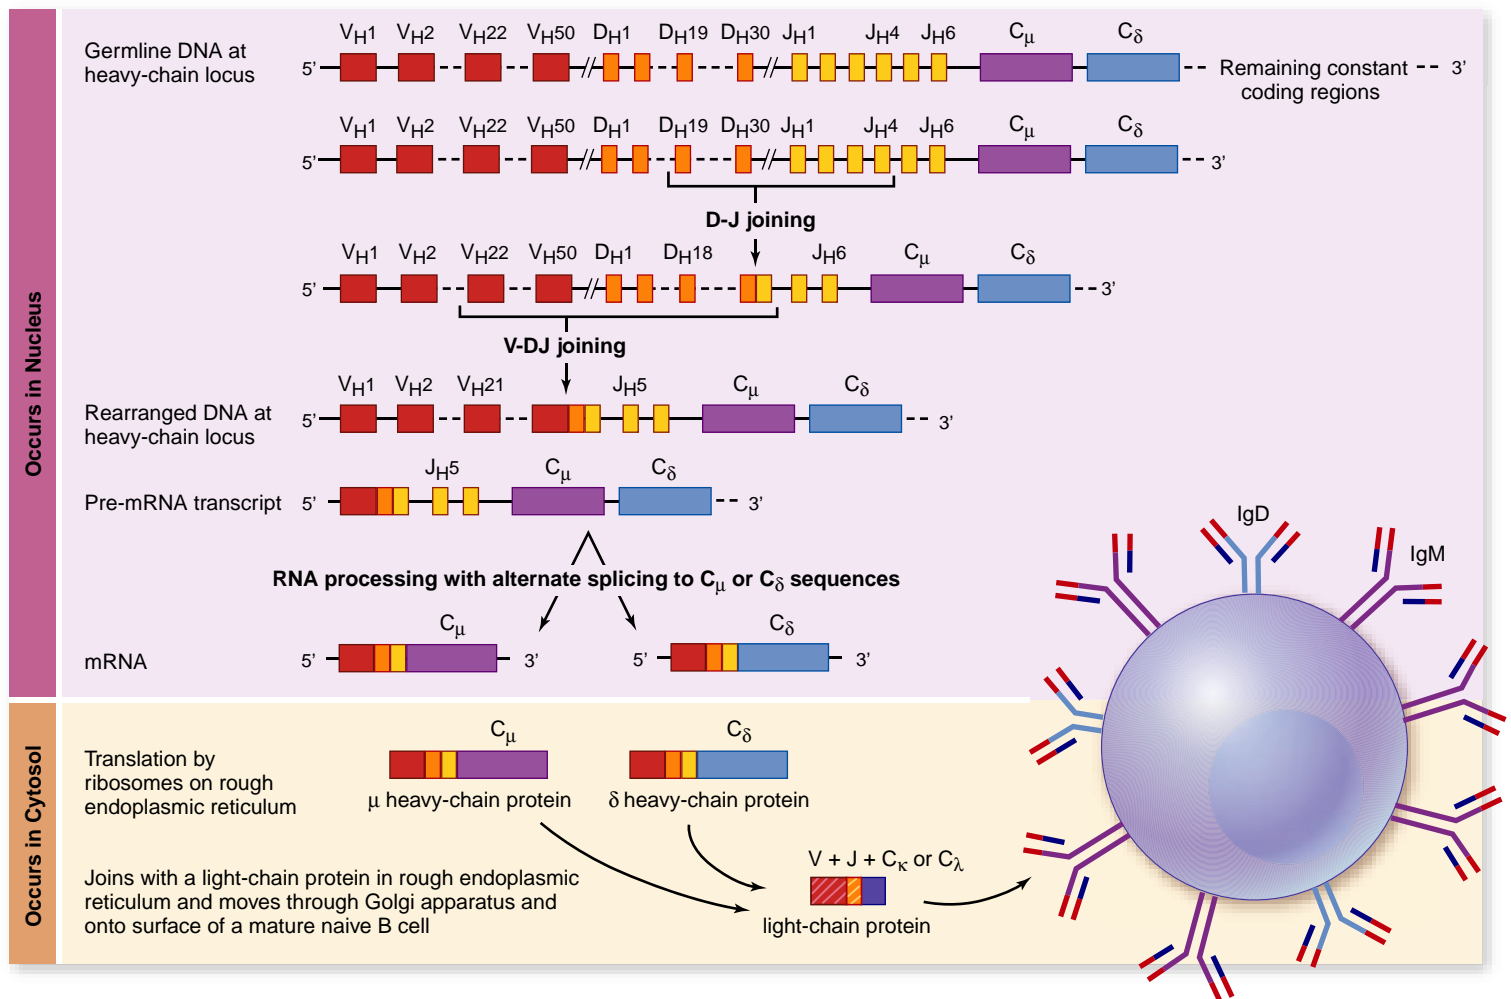 Occurs in Nucleus
Germline DNA at
heavy-chain locus
VH1 VH2 VH22 VH50 DH1 DH19 DH30 JH1 JH4 JH6 Cμ Cδ
5’
Remaining constant
coding regions
3’
VH1 VH2 VH22 VH50 DH1 DH19 DH30 JH1 JH4 JH6 Cμ Cδ
5’ 3’
D-J joining
VH1 VH2 VH22 VH50 DH1 DH18 JH6 Cμ Cδ
5’ 3’
V-DJ joining
Rearranged DNA at
heavy-chain locus
VH1 VH2 VH21 JH5 Cμ Cδ
5’ 3’
Pre-mRNA transcript
JH5 Cμ Cδ
5’ 3’
RNA processing with alternate splicing to Cμ or Cδ sequences
mRNA
Cμ
5’ 3’
Cδ
5’ 3’
IgD
IgM
Occurs in Cytosol
Translation by
ribosomes on rough
endoplasmic reticulum
Cμ
μ heavy-chain protein
Cδ
δ heavy-chain protein
Joins with a light-chain protein in rough endoplasmic
reticulum and moves through Golgi apparatus and
onto surface of a mature naive B cell
V + J + Cκ or Cλ
light-chain protein